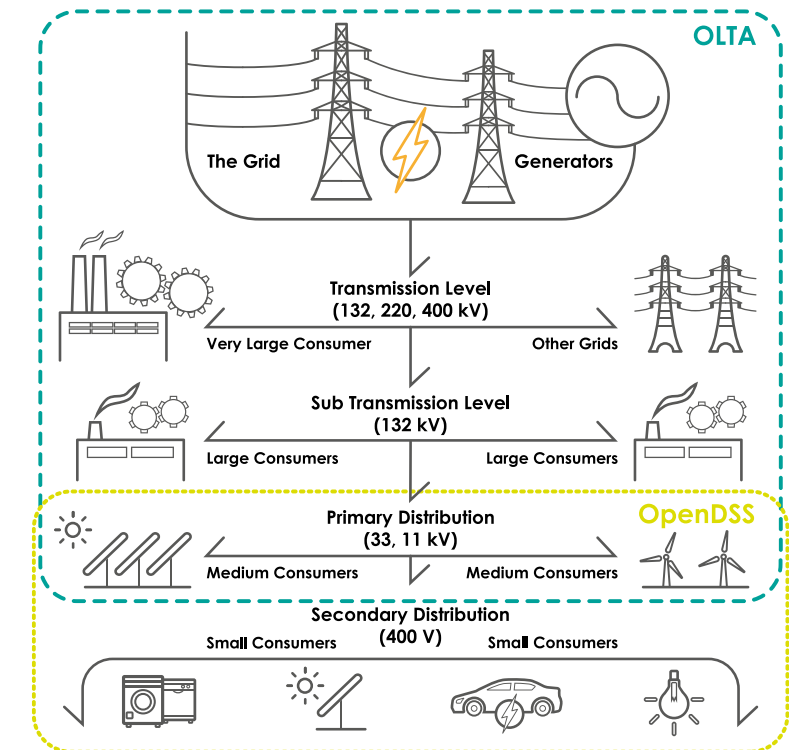 OLTA
The Grid
Generators
Transmission Level
(132, 220, 400 kV)
Very Large Consumer
Other Grids
Sub Transmission Level
(132 kV)
Large Consumers
Large Consumers
OpenDSS
Primary Distribution
(33, 11 kV)
Medium Consumers
Medium Consumers
Secondary Distribution
(400 V)
Small Consumers
Small Consumers